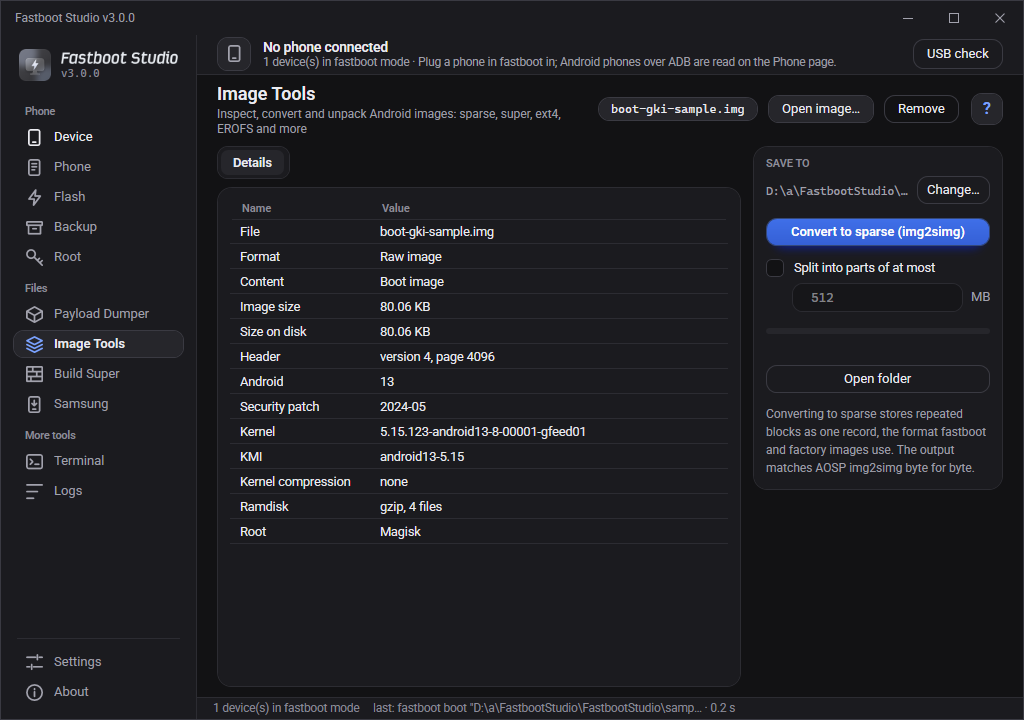 Fastboot Studio v3.0.0
Fastboot Studio
v3.0.0
Phone
Device
Phone
Flash
Backup
Root
Files
Payload Dumper
Image Tools
Build Super
Samsung
More tools
Terminal
Logs
Settings
About
No phone connected
1 device(s) in fastboot mode · Plug a phone in fastboot in; Android phones over ADB are read on the Phone page.
USB check
Image Tools
Inspect, convert and unpack Android images: sparse, super, ext4,
EROFS and more
boot-gki-sample.img
Open image...
Remove
?
Details
Name Value
File boot-gki-sample.img
Format Raw image
Content Boot image
Image size 80.06 KB
Size on disk 80.06 KB
Header version 4, page 4096
Android 13
Security patch 2024-05
Kernel 5.15.123-android13-8-00001-gfeed01
KMI android13-5.15
Kernel compression none
Ramdisk gzip, 4 files
Root Magisk
SAVE TO
D:\a\FastbootStudio\...
Change...
Convert to sparse (img2simg)
Split into parts of at most
512 MB
Open folder
Converting to sparse stores repeated
blocks as one record, the format fastboot
and factory images use. The output
matches AOSP img2simg byte for byte.
1 device(s) in fastboot mode last: fastboot boot "D:\a\FastbootStudio\FastbootStudio\samp... · 0.2 s